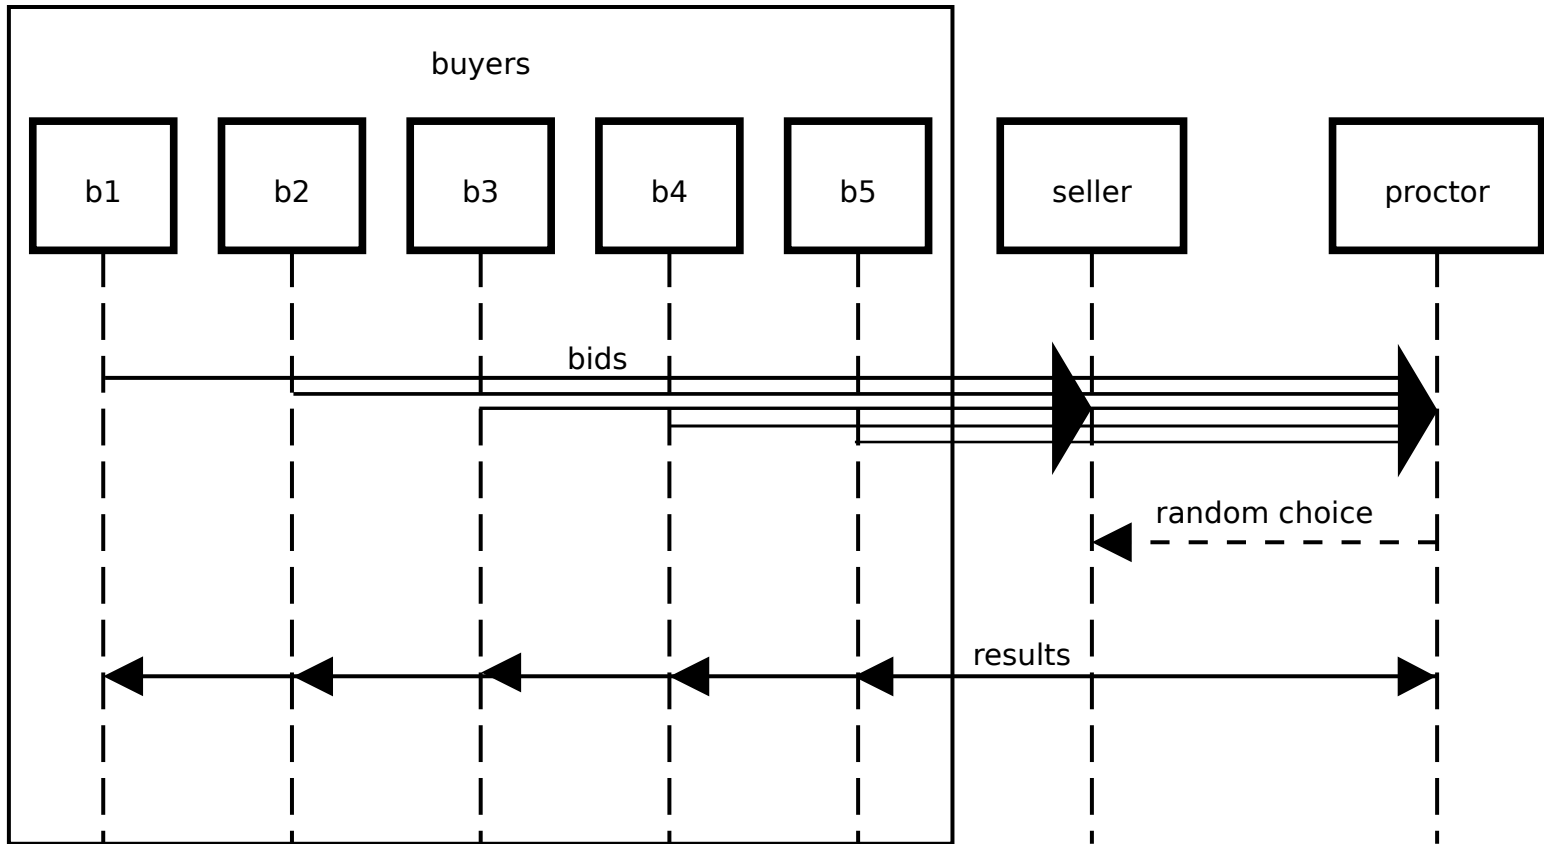 buyers
b1
b2
b3
b4
b5
seller
proctor
bids
random choice
results